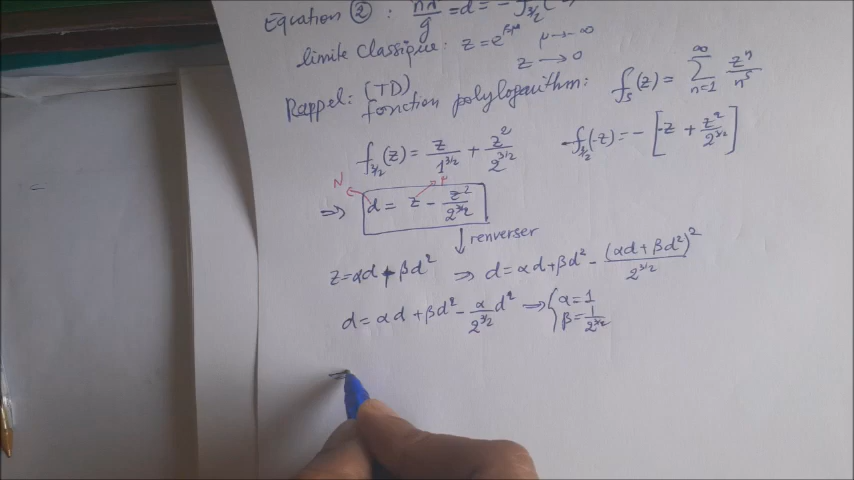 Equation ② : nλ/g = d = - f_{3/2}(
limite classique: z = e^{βμ} μ → -∞
z → 0
Rappel: (TD)
fonction polylogarithm: f_s(z) = ∑_{n=1}^{∞} z^n/n^s
f_{3/2}(z) = z/1^{3/2} + z²/2^{3/2} -f_{3/2}(-z) = - [-z + z²/2^{3/2}]
N μ
⇒ d = z - z²/2^{3/2}
↓ renverser
z = αd + βd² ⇒ d = αd + βd² - (αd + βd²)²/2^{3/2}
d = αd + βd² - α/2^{3/2} d² ⇒ { α = 1
β = 1/2^{3/2}